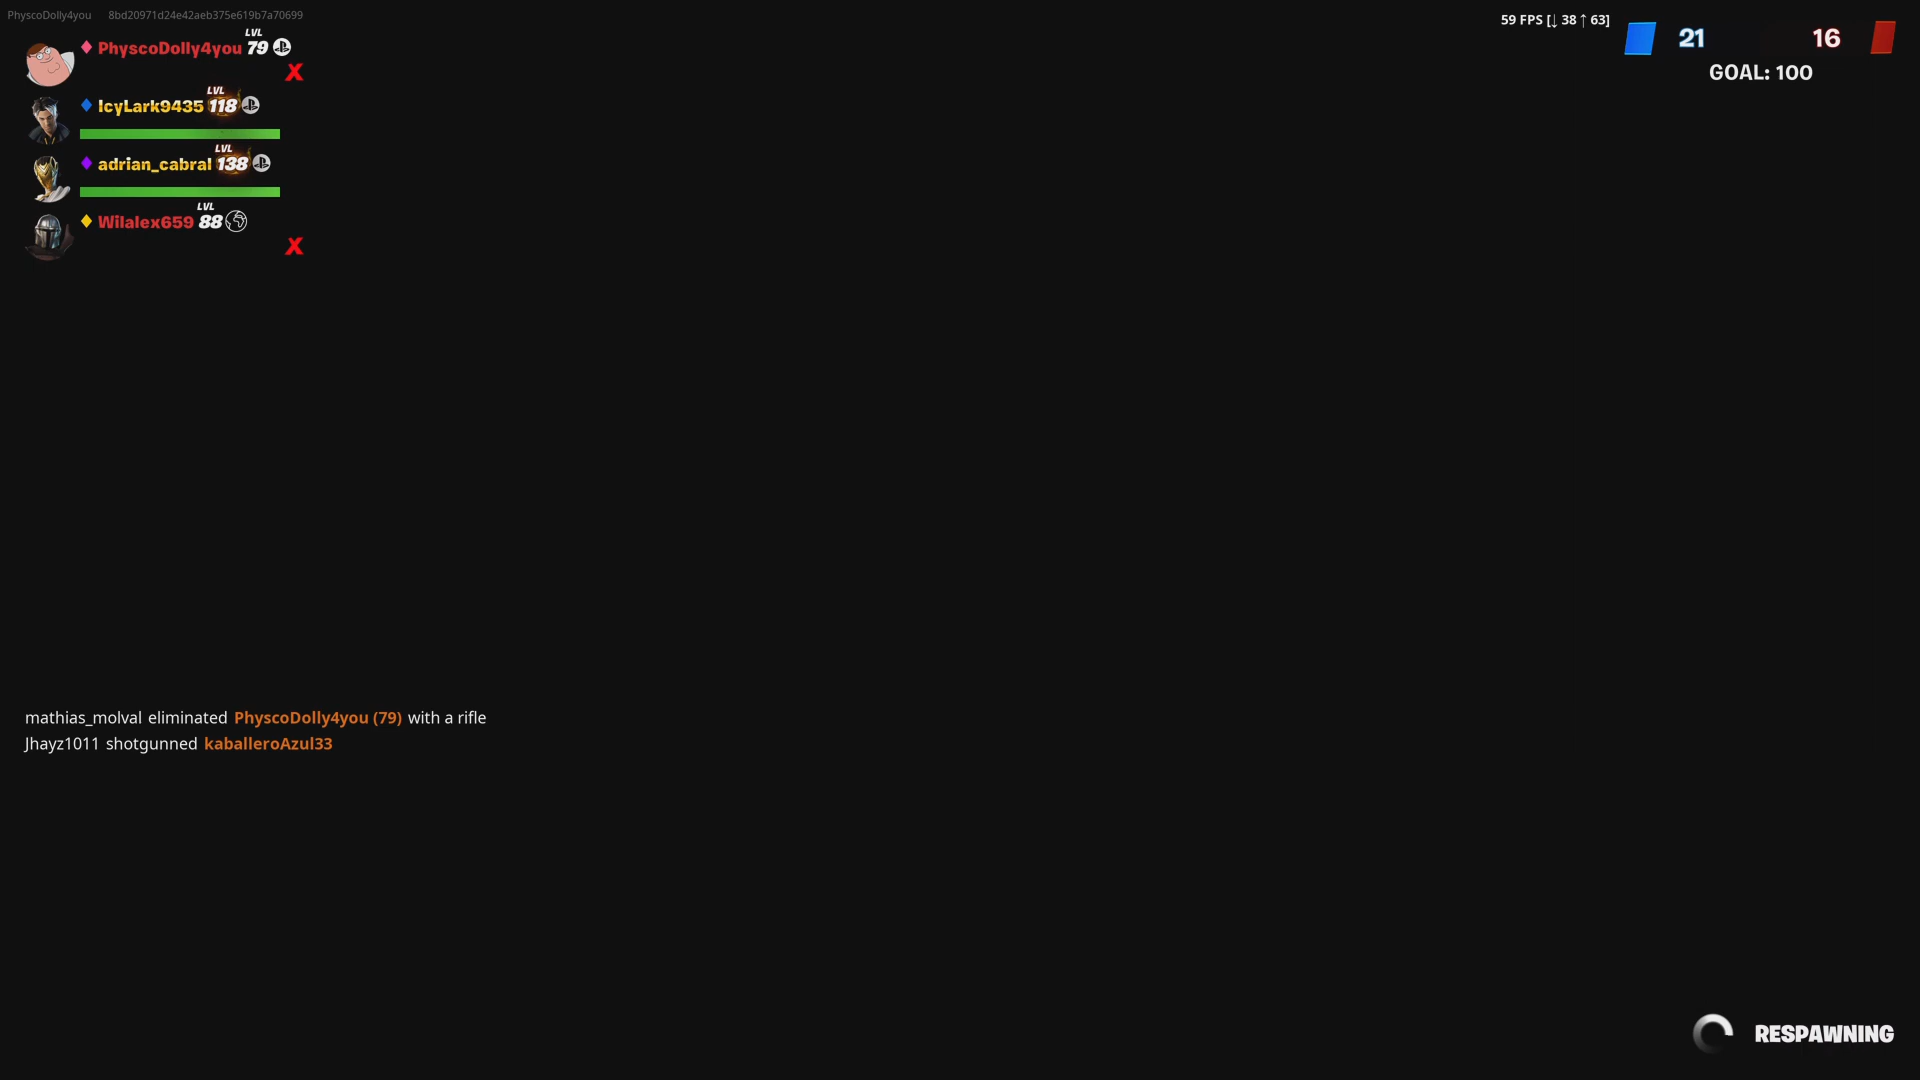 PhyscoDolly4you 8bd20971d24e42aeb375e619b7a70699
PhyscoDolly4you LVL 79
X
IcyLark9435 LVL 118
adrian_cabral LVL 138
Wilalex659 LVL 88
X
59 FPS [↓ 38 ↑ 63]
21 16
GOAL: 100
mathias_molval eliminated PhyscoDolly4you (79) with a rifle
Jhayz1011 shotgunned kaballeroAzul33
RESPAWNING